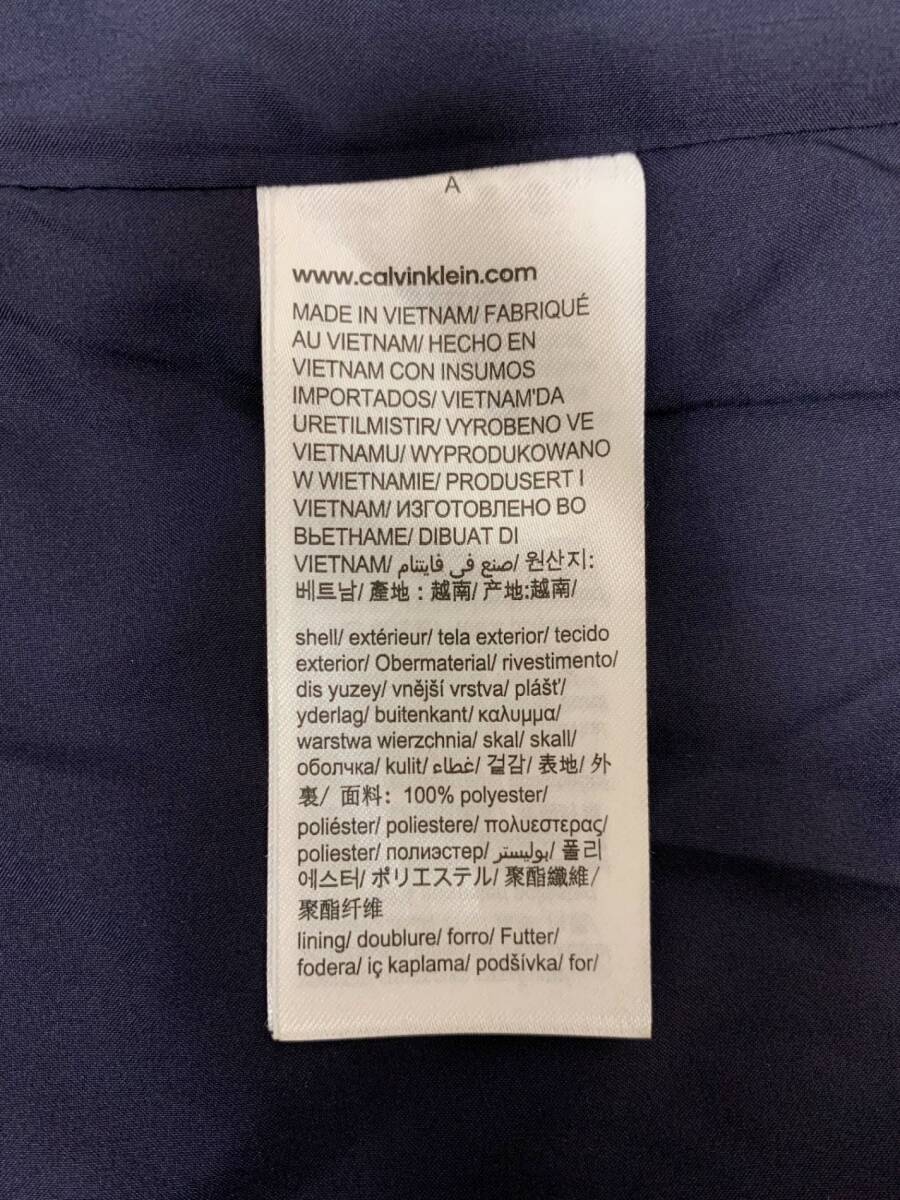 A
www.calvinklein.com
MADE IN VIETNAM/ FABRIQUÉ
AU VIETNAM/ HECHO EN
VIETNAM CON INSUMOS
IMPORTADOS/ VIETNAM'DA
URETILMISTIR/ VYROBENO VE
VIETNAMU/ WYPRODUKOWANO
W WIETNAMIE/ PRODUSERT I
VIETNAM/ ИЗГОТОВЛЕНО ВО
ВЬЕТНАМЕ/ DIBUAT DI
VIETNAM/ صنع في فايتنام/ 원산지:
베트남/ 產地：越南/ 产地:越南/
shell/ extérieur/ tela exterior/ tecido
exterior/ Obermaterial/ rivestimento/
dis yuzey/ vnější vrstva/ plášť/
yderlag/ buitenkant/ καλυμμα/
warstwa wierzchnia/ skal/ skall/
оболчка/ kulit/ غطاء/ 겉감/ 表地/ 外
裏/ 面料：100% polyester/
poliéster/ poliestere/ πολυεστερας/
poliester/ полиэстер/ بوليستر/ 폴리
에스터/ ポリエステル/ 聚酯纖維/
聚酯纤维
lining/ doublure/ forro/ Futter/
fodera/ iç kaplama/ podšívka/ for/